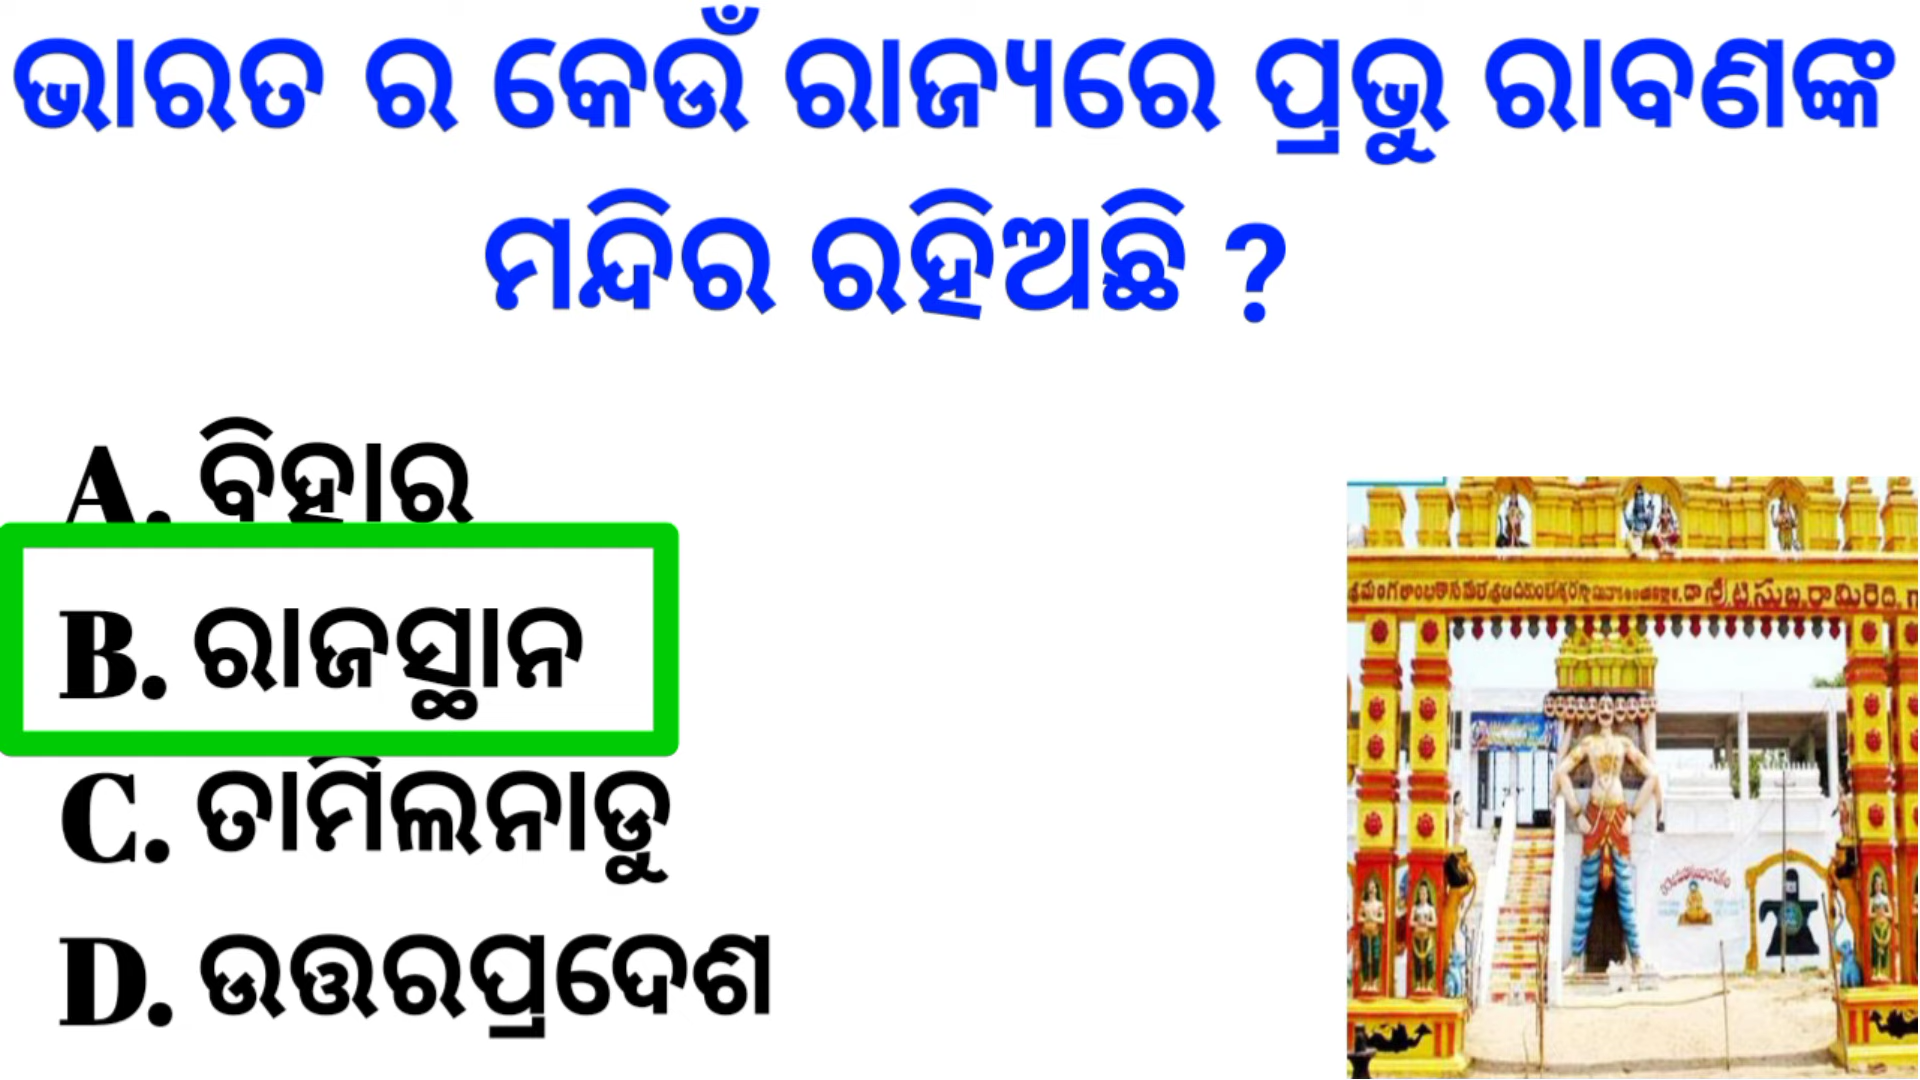 ଭାରତ ର କେଉଁ ରାଜ୍ୟରେ ପ୍ରଭୁ ରାବଣଙ୍କ
ମନ୍ଦିର ରହିଅଛି ?
A. ବିହାର
B. ରାଜସ୍ଥାନ
C. ତାମିଲନାଡୁ
D. ଉତ୍ତରପ୍ରଦେଶ